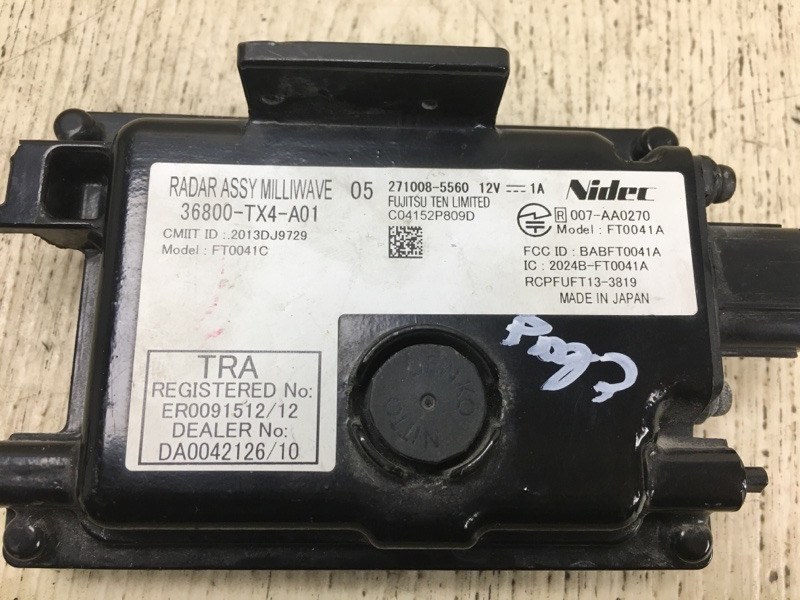 RADAR ASSY MILLIWAVE 05
36800-TX4-A01
CMIIT ID: 2013DJ9729
Model: FT0041C
271008-5560 12V 1A
FUJITSU TEN LIMITED
C04152P809D
Nidec
R 007-AA0270
Model: FT0041A
FCC ID: BABFT0041A
IC: 2024B-FT0041A
RCPFUFT13-3819
MADE IN JAPAN
TRA
REGISTERED No:
ER0091512/12
DEALER No:
DA0042126/10
NITTO